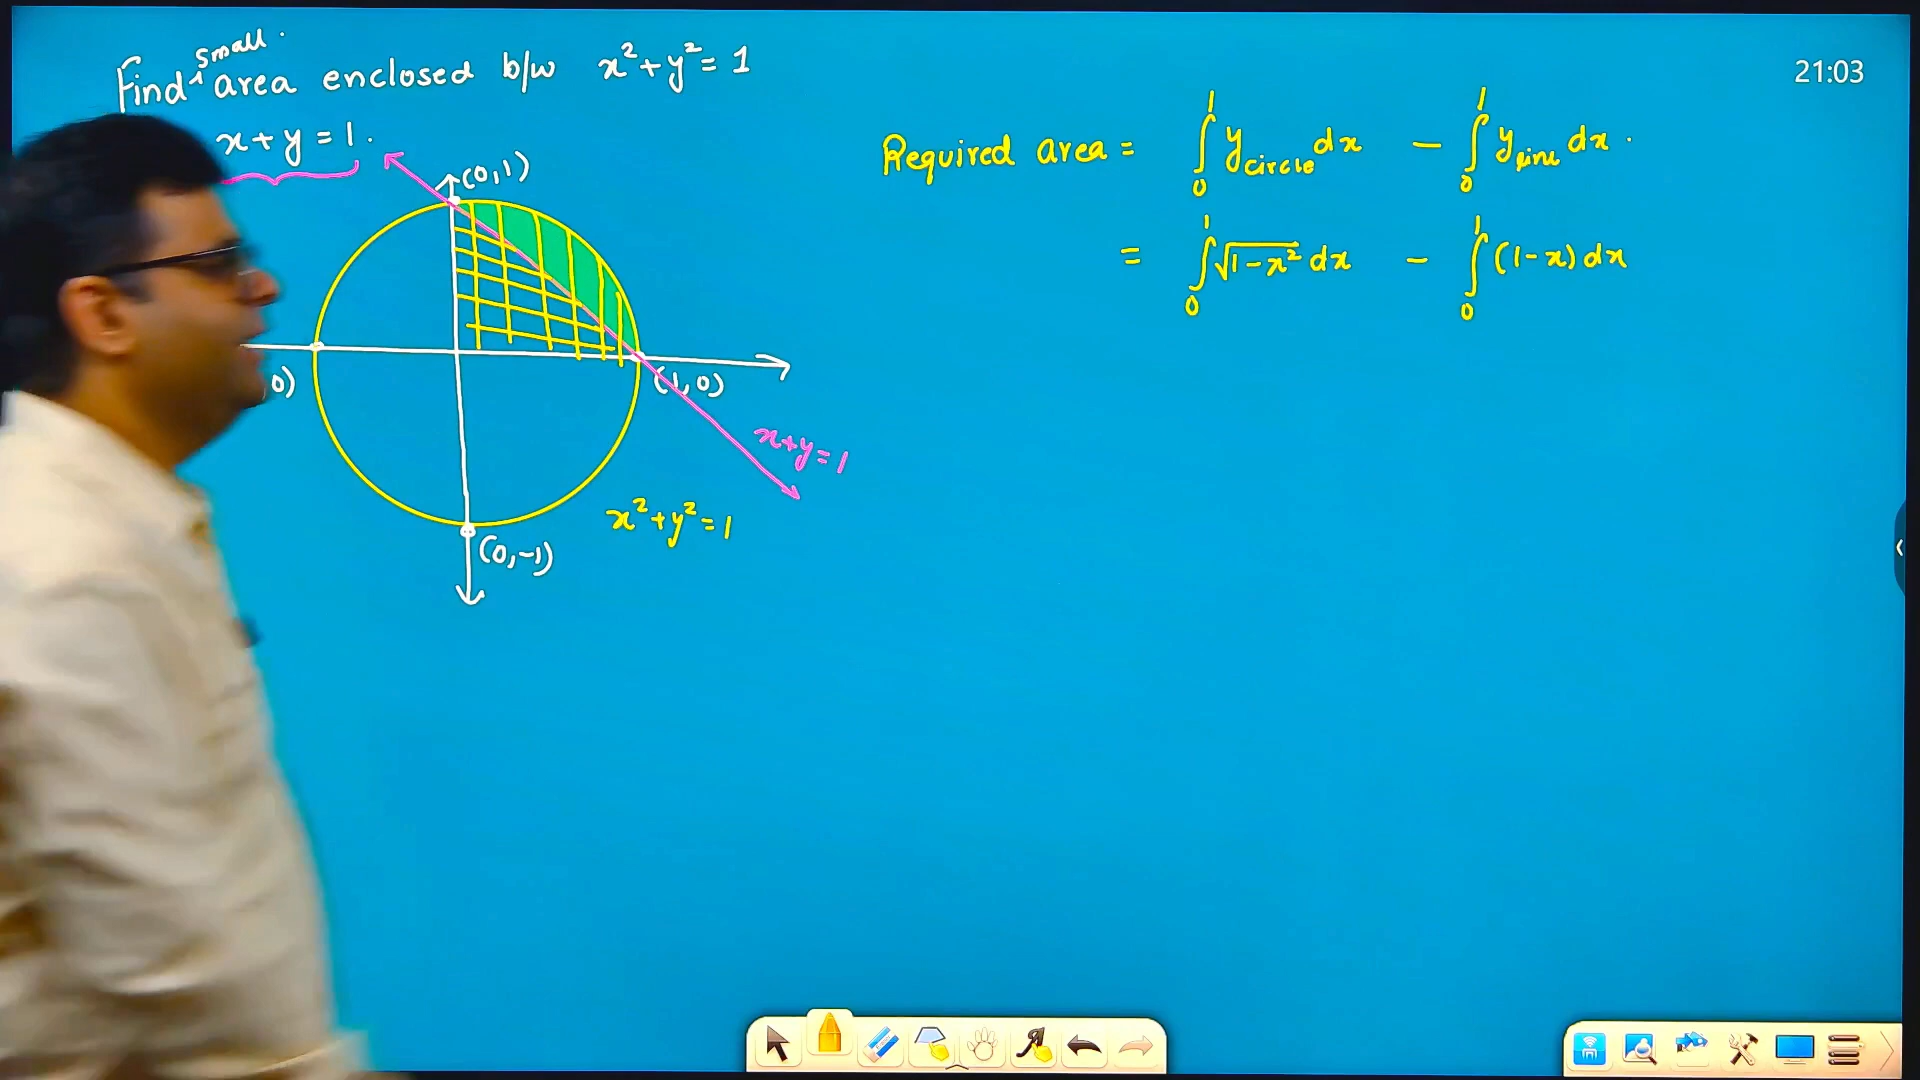 small.
Find area enclosed b/w x²+y²=1
x+y=1.
21:03
Required area = ∫₀¹ y_circle dx − ∫₀¹ y_line dx.
= ∫₀¹ √(1−x²) dx − ∫₀¹ (1−x) dx
(0,1)
0)
(1,0)
x+y=1
x²+y²=1
(0,-1)